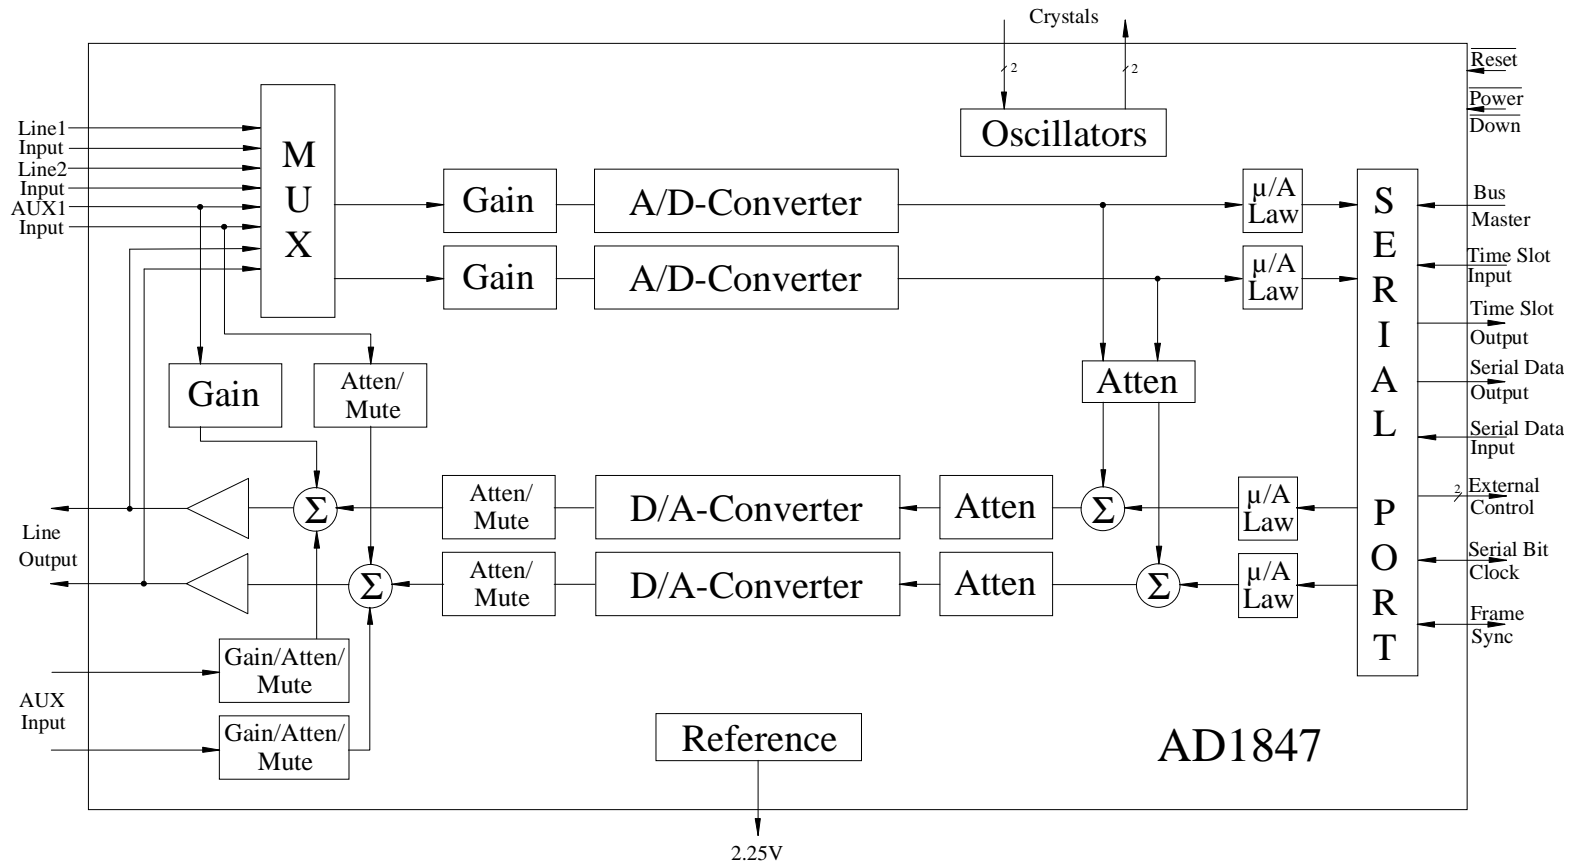 Crystals
2
2
Reset
Power
Down
Oscillators
Line1
Input
Line2
Input
AUX1
Input
M
U
X
Gain
A/D-Converter
µ/A
Law
Gain
A/D-Converter
µ/A
Law
S
E
R
I
A
L
P
O
R
T
Bus
Master
Time Slot
Input
Time Slot
Output
Serial Data
Output
Serial Data
Input
2
External
Control
Serial Bit
Clock
Frame
Sync
Gain
Atten/
Mute
Atten
Line
Output
Σ
Atten/
Mute
D/A-Converter
Atten
Σ
µ/A
Law
Σ
Atten/
Mute
D/A-Converter
Atten
Σ
µ/A
Law
AUX
Input
Gain/Atten/
Mute
Gain/Atten/
Mute
Reference
AD1847
2.25V